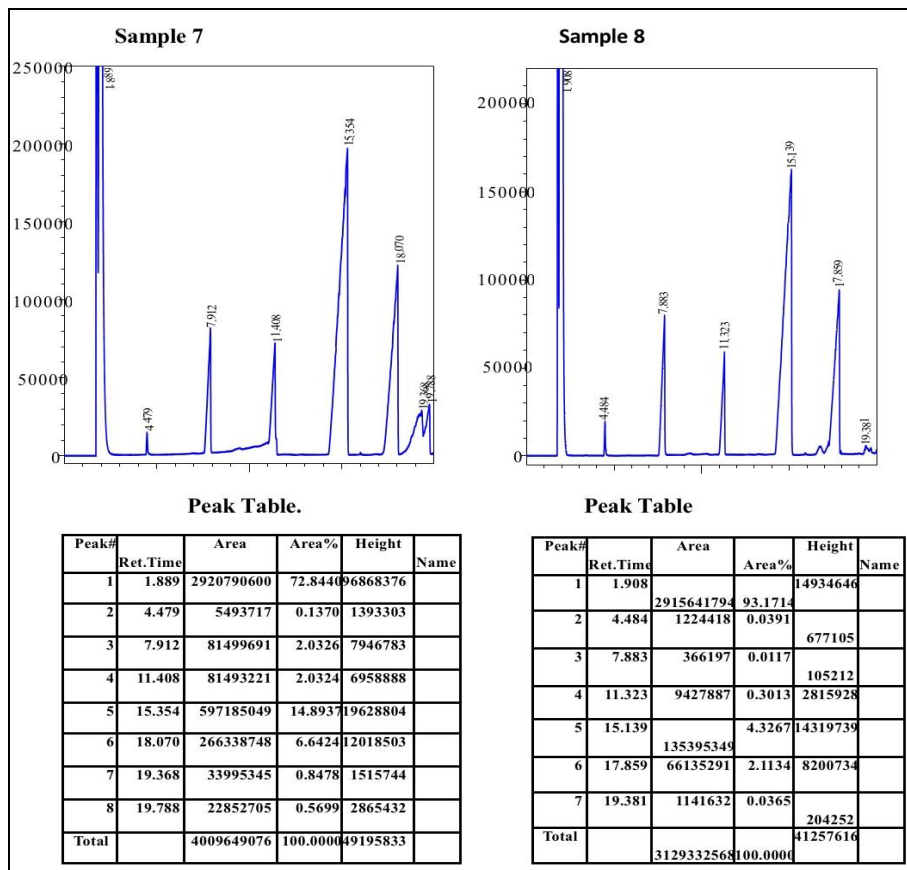 Sample 7
Sample 8
250000
200000
150000
100000
50000
0
1.889
4.479
7.912
11.408
15.354
18.070
19.368
19.788
200000
150000
100000
50000
0
1.908
4.484
7.883
11.323
15.139
17.859
19.381
Peak Table.
Peak# Ret.Time Area Area% Height Name
1 1.889 2920790600 72.8440 96868376
2 4.479 5493717 0.1370 1393303
3 7.912 81499691 2.0326 7946783
4 11.408 81493221 2.0324 6958888
5 15.354 597185049 14.8937 19628804
6 18.070 266338748 6.6424 12018503
7 19.368 33995345 0.8478 1515744
8 19.788 22852705 0.5699 2865432
Total 4009649076 100.0000 49195833
Peak Table
Peak# Ret.Time Area Area% Height Name
1 1.908 2915641794 93.1714 14934646
2 4.484 1224418 0.0391 677105
3 7.883 366197 0.0117 105212
4 11.323 9427887 0.3013 2815928
5 15.139 135395349 4.3267 14319739
6 17.859 66135291 2.1134 8200734
7 19.381 1141632 0.0365 204252
Total 3129332568 100.0000 41257616